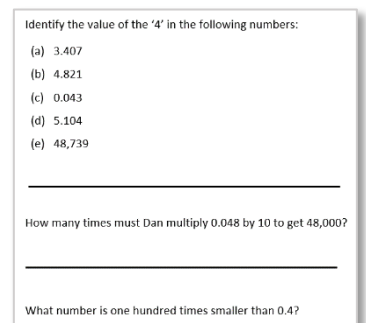 Identify the value of the ‘4’ in the following numbers:
(a) 3.407
(b) 4.821
(c) 0.043
(d) 5.104
(e) 48,739
How many times must Dan multiply 0.048 by 10 to get 48,000?
What number is one hundred times smaller than 0.4?